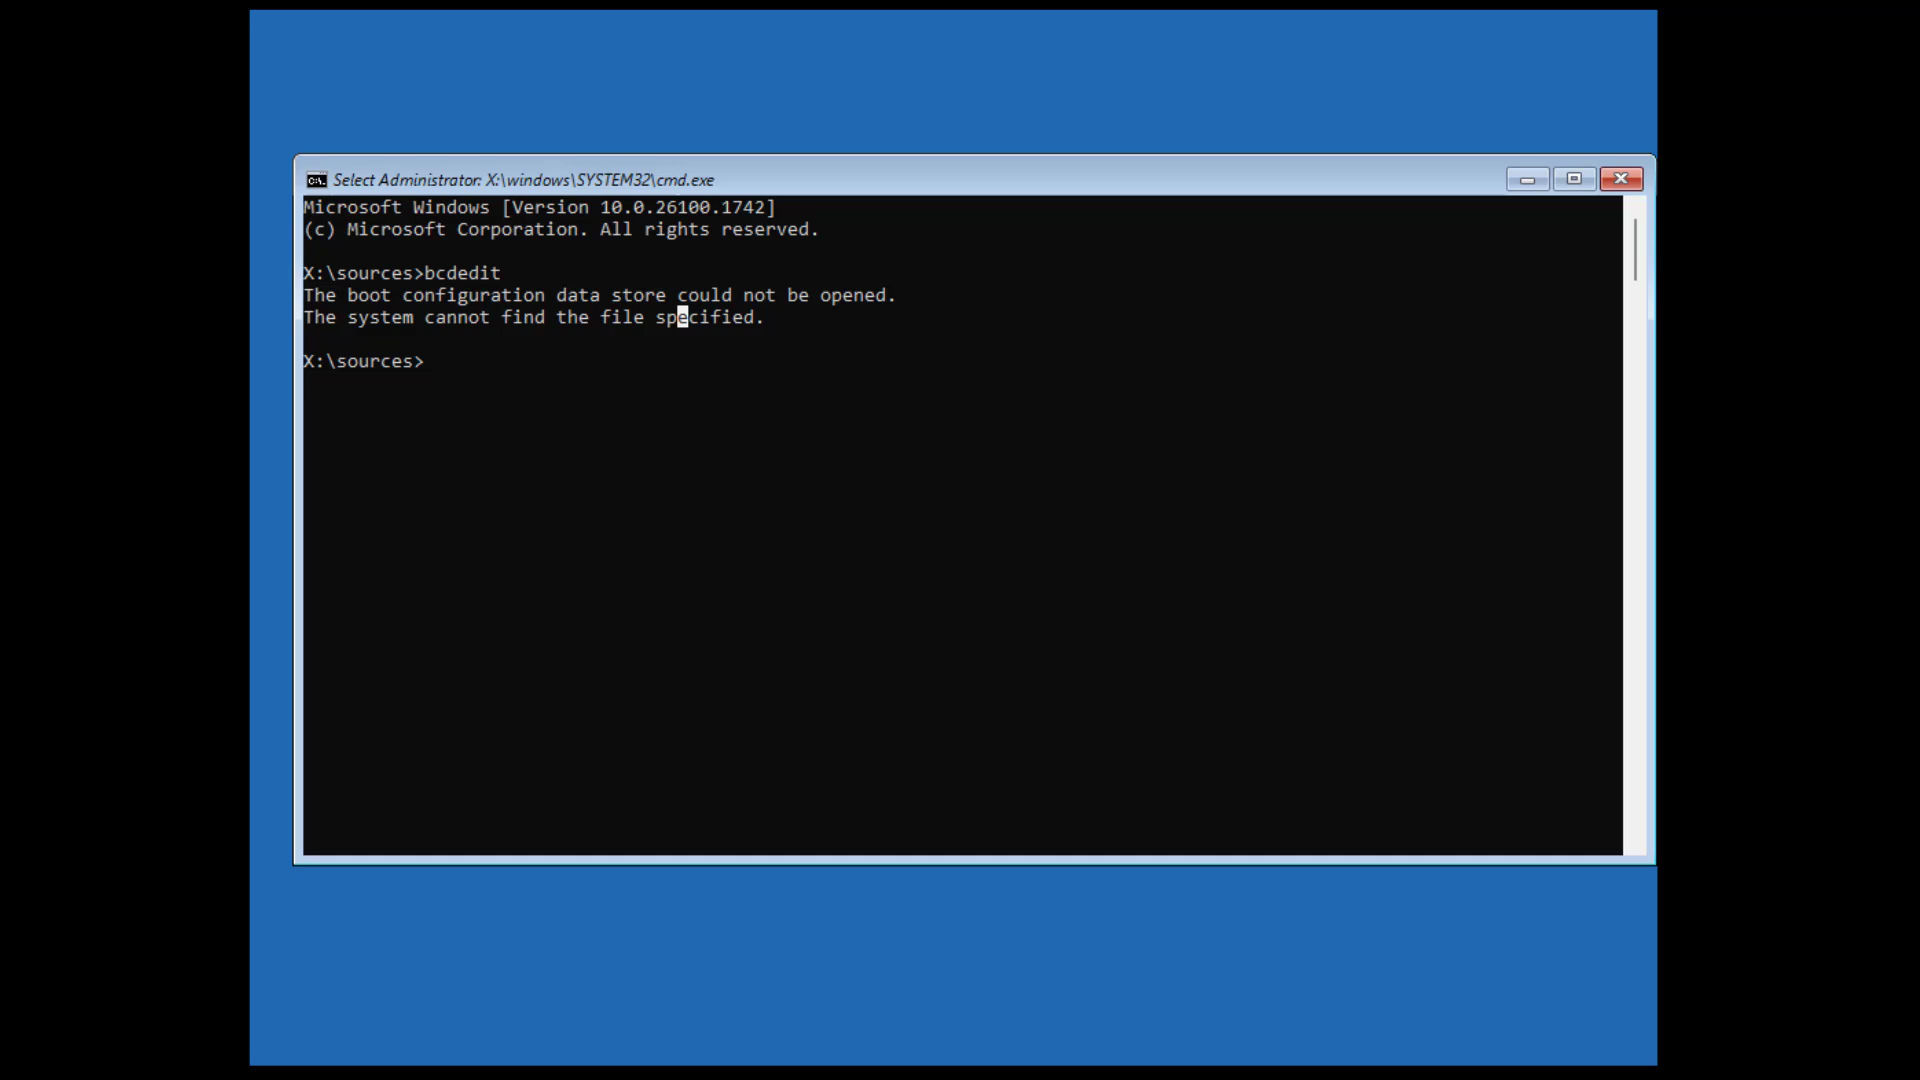 Select Administrator: X:\windows\SYSTEM32\cmd.exe
Microsoft Windows [Version 10.0.26100.1742]
(c) Microsoft Corporation. All rights reserved.
X:\sources>bcdedit
The boot configuration data store could not be opened.
The system cannot find the file specified.
X:\sources>